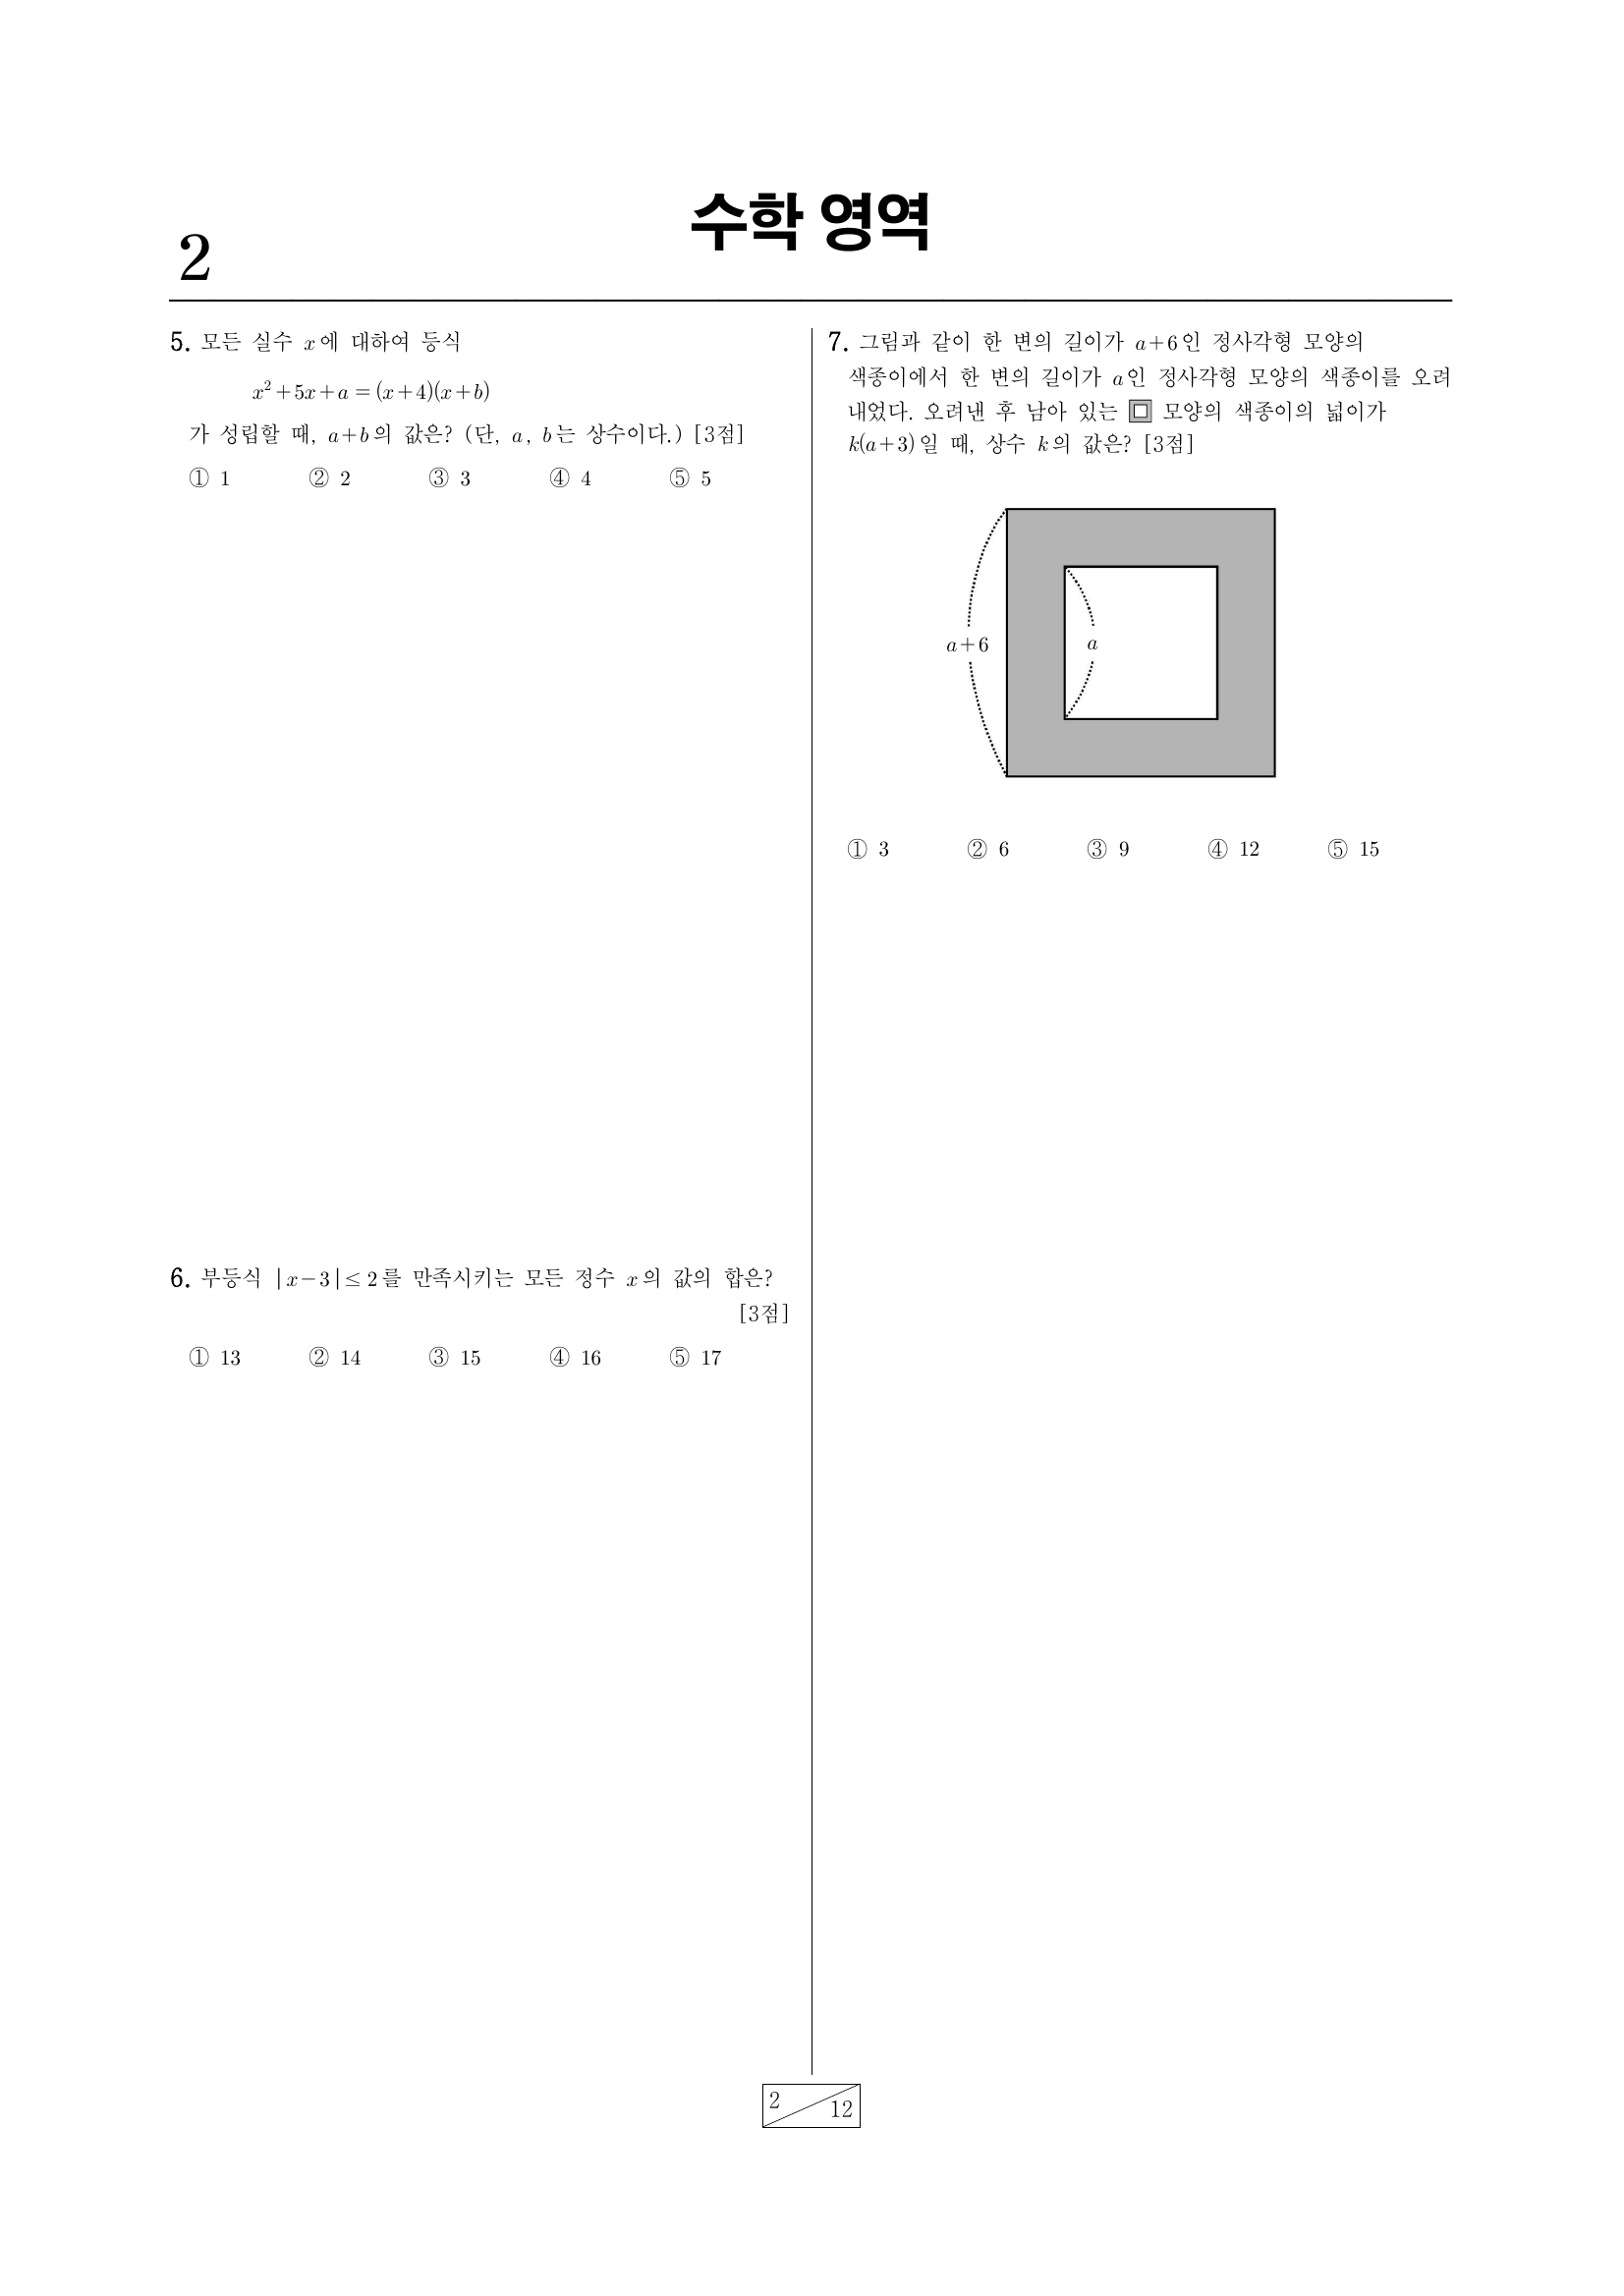 수학 영역
2
5. 모든 실수 x에 대하여 등식
x²+5x+a=(x+4)(x+b)
가 성립할 때, a+b의 값은? (단, a, b는 상수이다.) [3점]
① 1 ② 2 ③ 3 ④ 4 ⑤ 5
6. 부등식 |x-3|≤2를 만족시키는 모든 정수 x의 값의 합은?
[3점]
① 13 ② 14 ③ 15 ④ 16 ⑤ 17
7. 그림과 같이 한 변의 길이가 a+6인 정사각형 모양의
색종이에서 한 변의 길이가 a인 정사각형 모양의 색종이를 오려
내었다. 오려낸 후 남아 있는 모양의 색종이의 넓이가
k(a+3)일 때, 상수 k의 값은? [3점]
a+6
a
① 3 ② 6 ③ 9 ④ 12 ⑤ 15
2
12